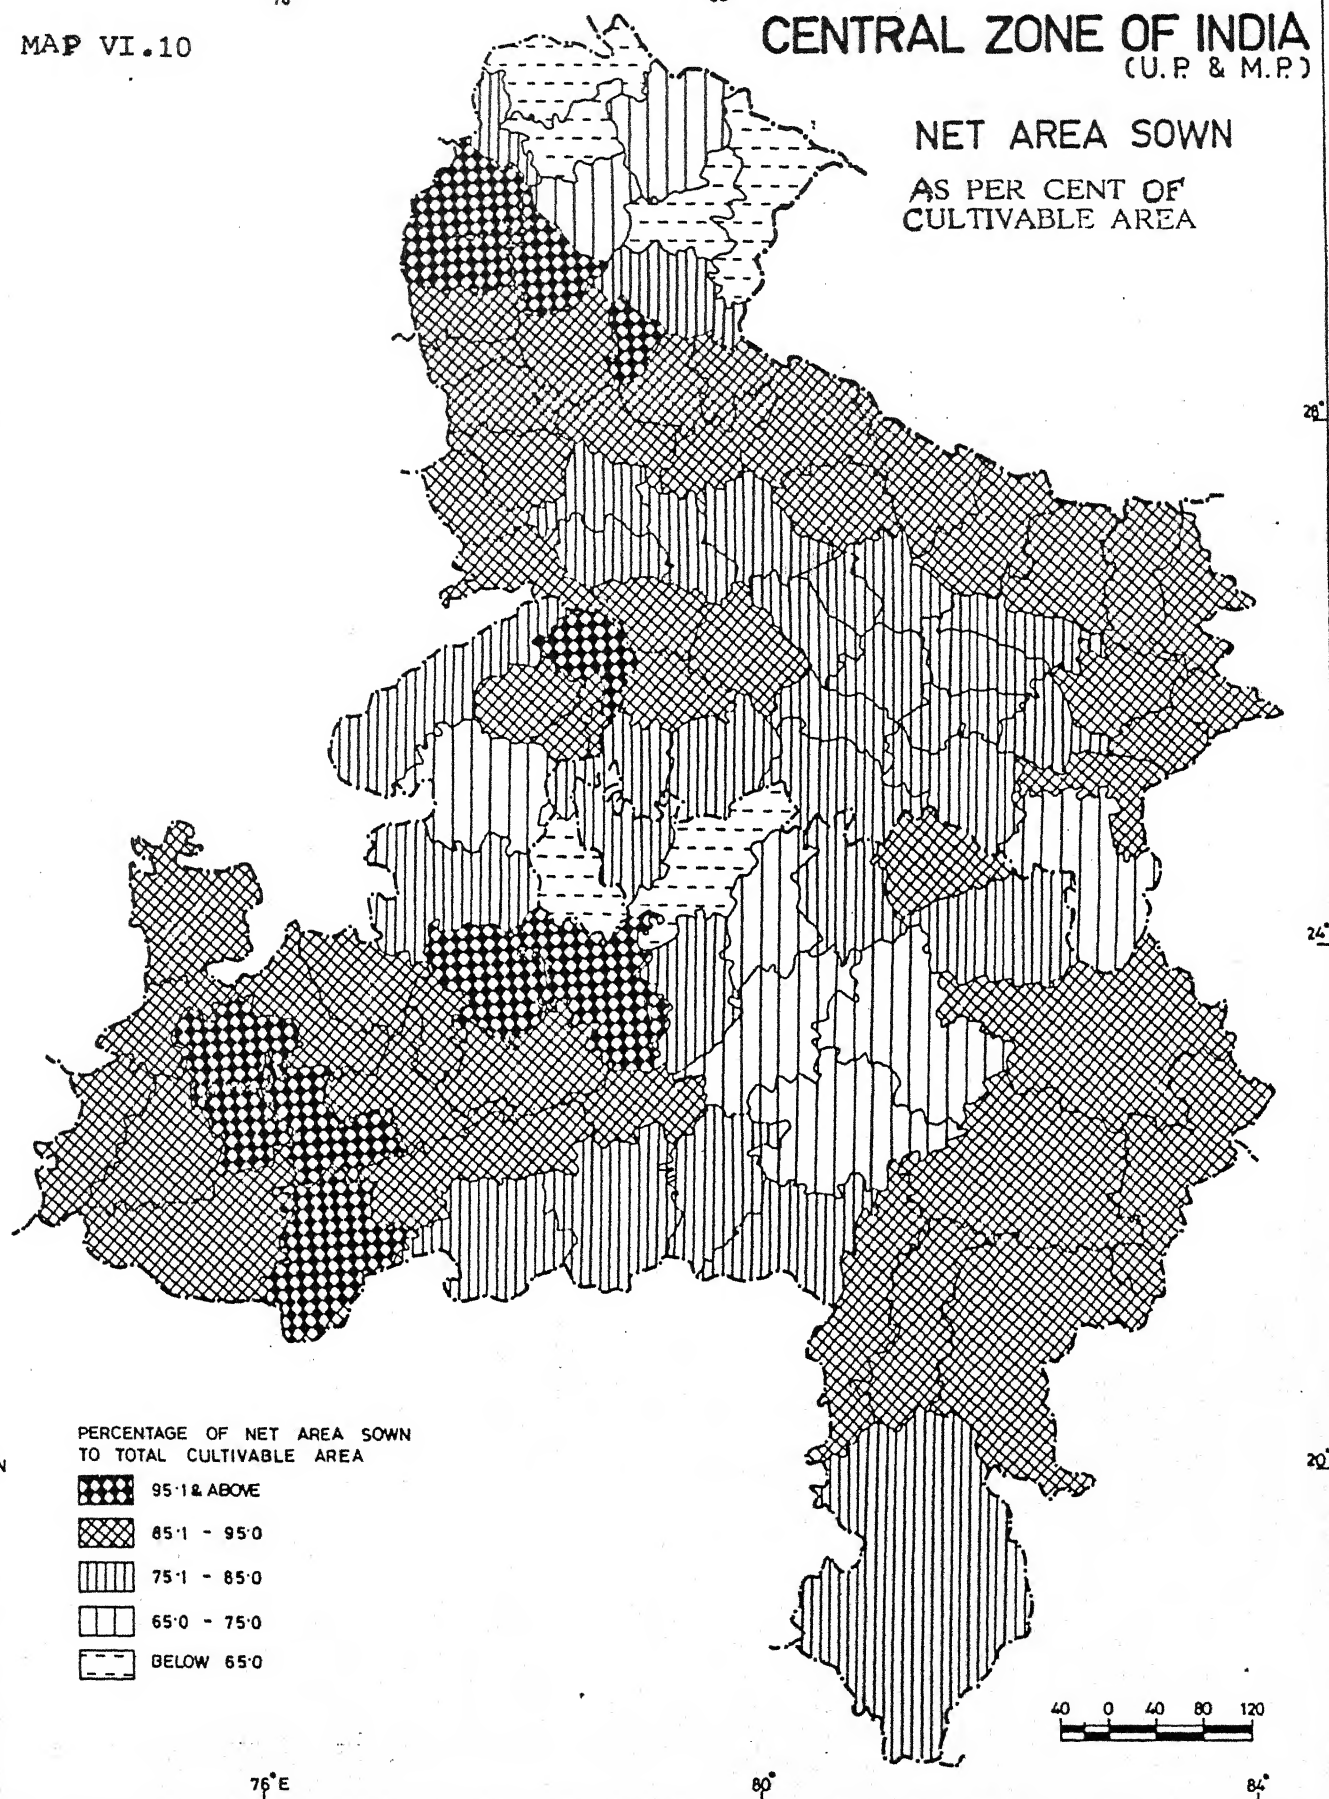 MAP VI.10
CENTRAL ZONE OF INDIA
(U.P. & M.P.)
NET AREA SOWN
AS PER CENT OF
CULTIVABLE AREA
28°
24°
20°
N
PERCENTAGE OF NET AREA SOWN
TO TOTAL CULTIVABLE AREA
95·1 & ABOVE
85·1 - 95·0
75·1 - 85·0
65·0 - 75·0
BELOW 65·0
40 0 40 80 120
76°E
80°
84°